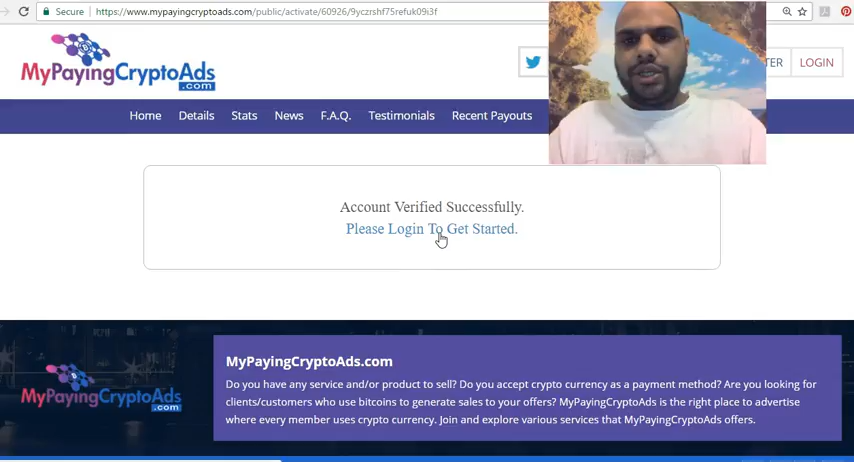 Secure
https://www.mypayingcryptoads.com/public/activate/60926/9yczrshf75refuk09i3f
MyPayingCryptoAds
.com
TER
LOGIN
Home Details Stats News F.A.Q. Testimonials Recent Payouts
Account Verified Successfully.
Please Login To Get Started.
MyPayingCryptoAds
.com
MyPayingCryptoAds.com
Do you have any service and/or product to sell? Do you accept crypto currency as a payment method? Are you looking for
clients/customers who use bitcoins to generate sales to your offers? MyPayingCryptoAds is the right place to advertise
where every member uses crypto currency. Join and explore various services that MyPayingCryptoAds offers.